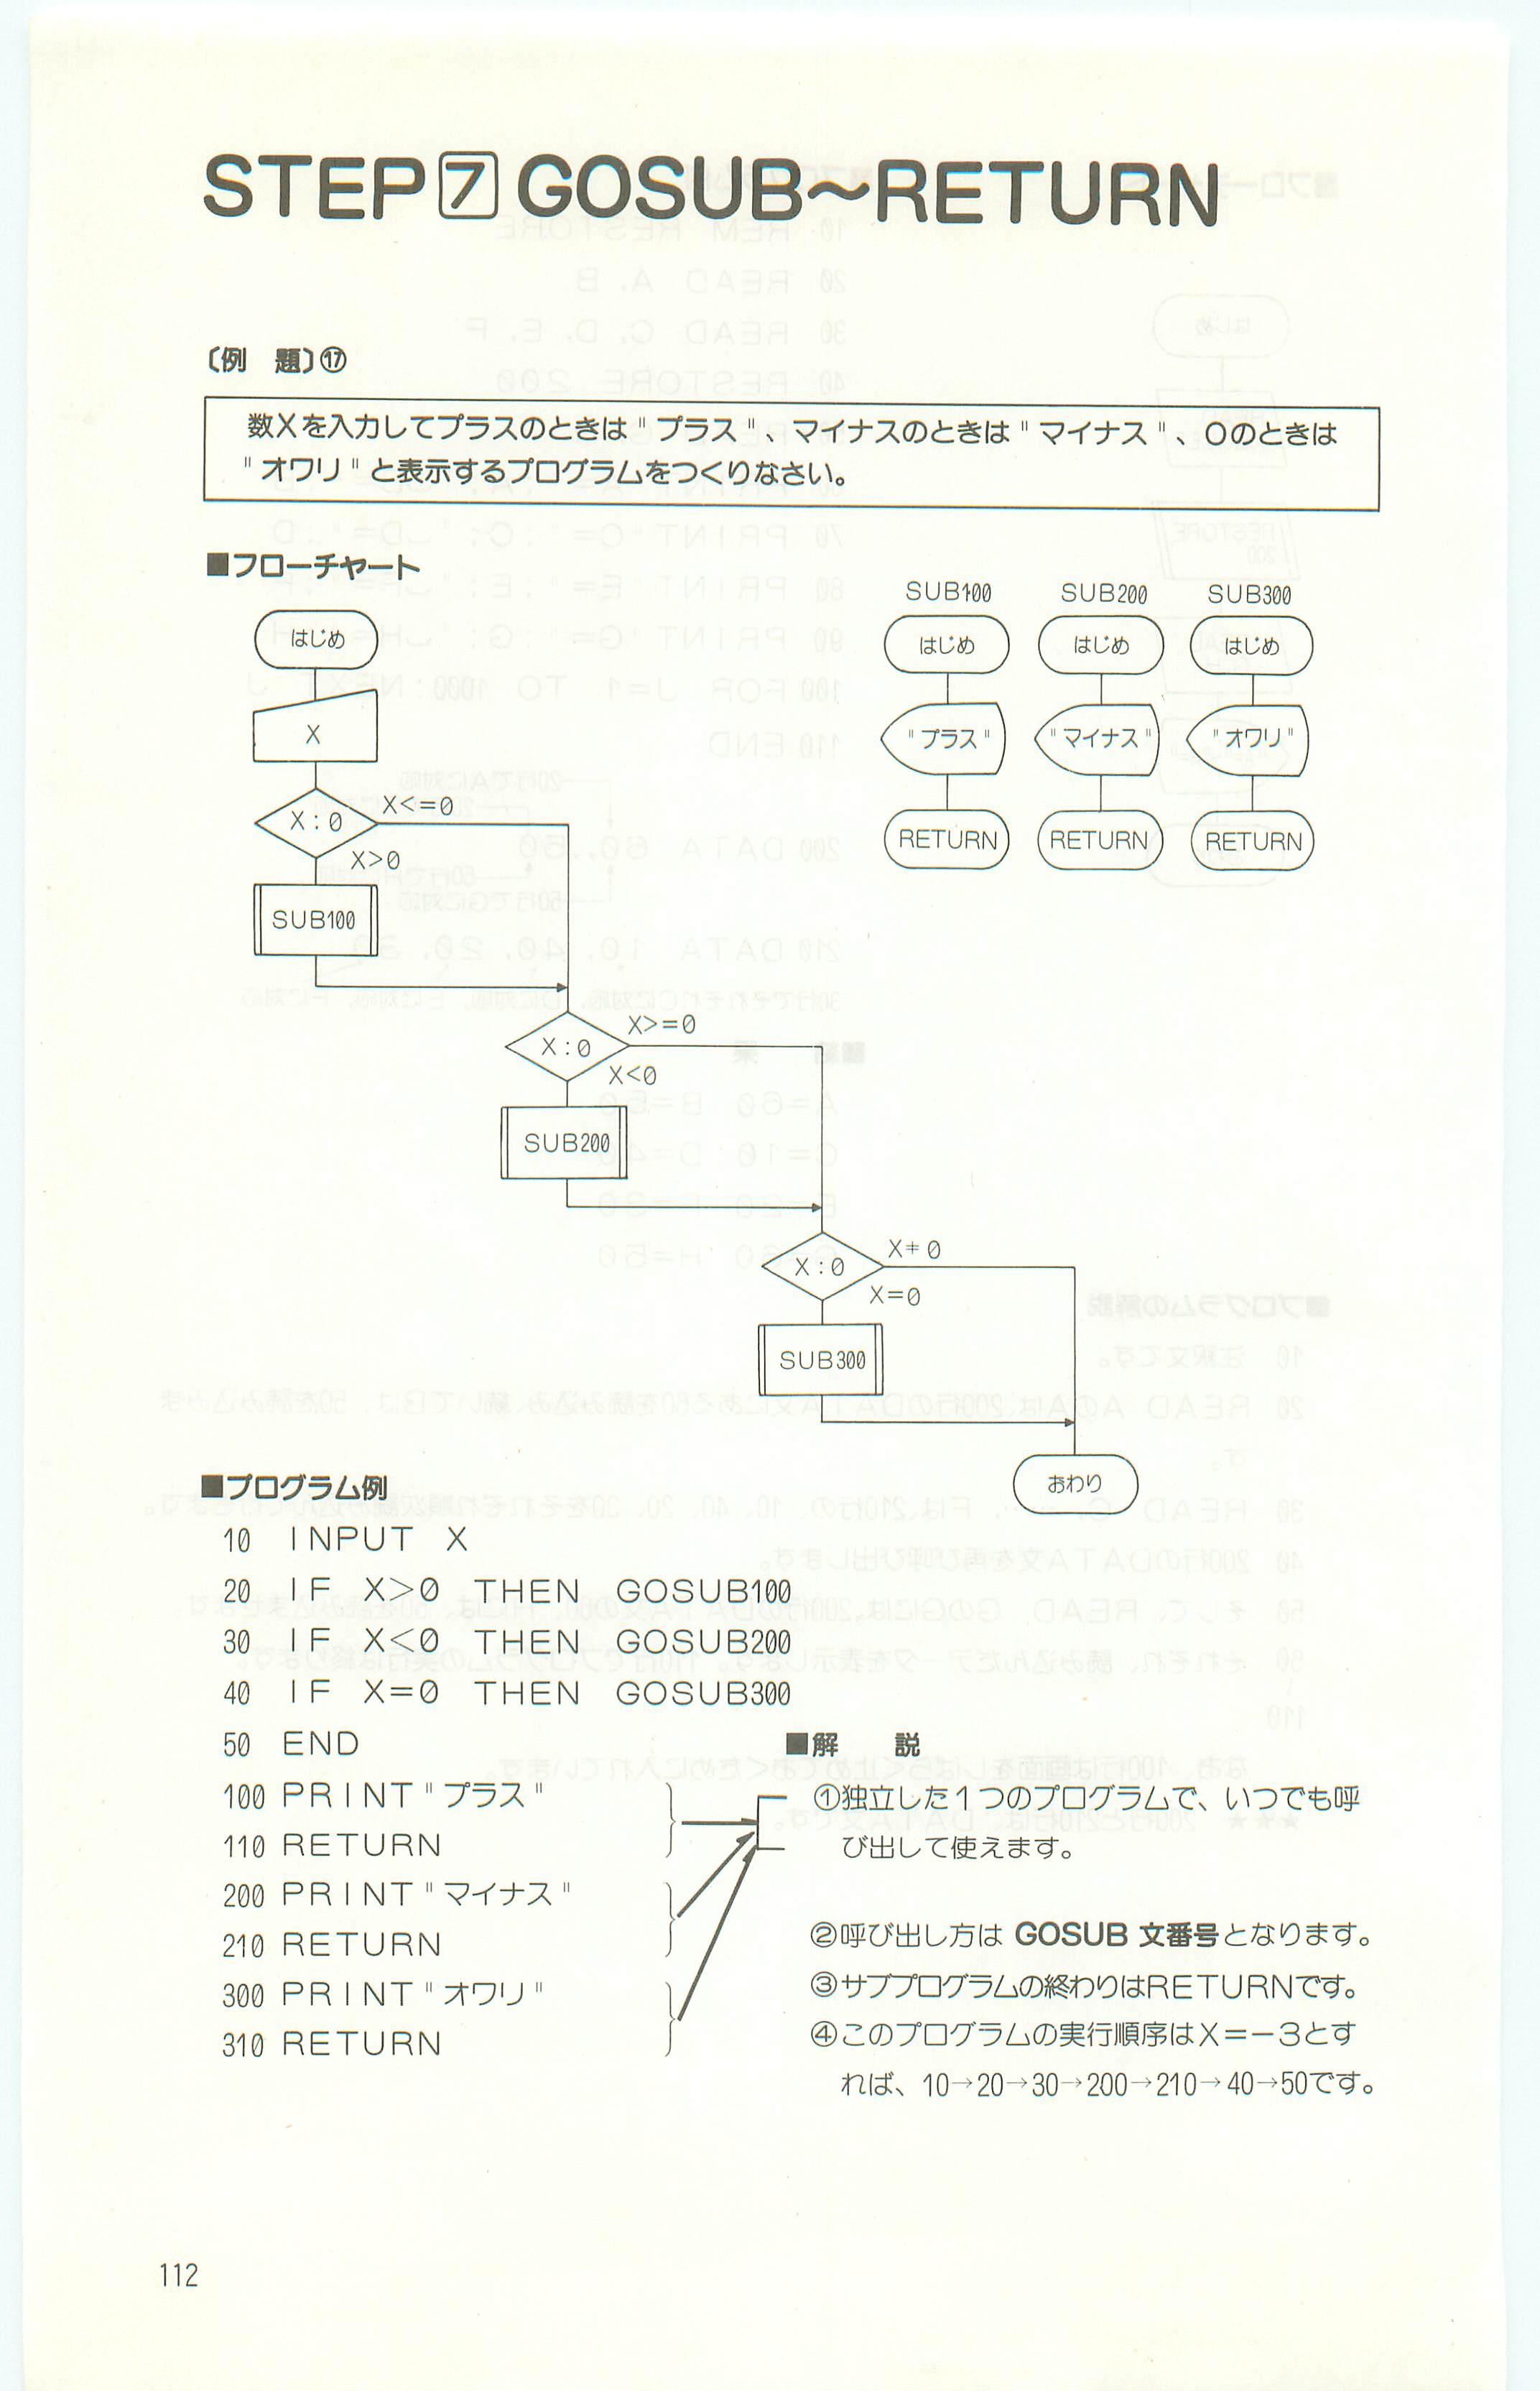 STEP 7 GOSUB～RETURN
〔例　題〕⑰
数Xを入力してプラスのときは"プラス"、マイナスのときは"マイナス"、0のときは
"オワリ"と表示するプログラムをつくりなさい。
■フローチャート
はじめ
X
X:0
X<=0
X>0
SUB100
X:0
X>=0
X<0
SUB200
X:0
X≠0
X=0
SUB300
おわり
SUB100
はじめ
"プラス"
RETURN
SUB200
はじめ
"マイナス"
RETURN
SUB300
はじめ
"オワリ"
RETURN
■プログラム例
10 INPUT X
20 IF X>0 THEN GOSUB100
30 IF X<0 THEN GOSUB200
40 IF X=0 THEN GOSUB300
50 END
100 PRINT"プラス"
110 RETURN
200 PRINT"マイナス"
210 RETURN
300 PRINT"オワリ"
310 RETURN
■解　説
①独立した1つのプログラムで、いつでも呼
び出して使えます。
②呼び出し方は GOSUB 文番号となります。
③サブプログラムの終わりはRETURNです。
④このプログラムの実行順序はX=−3とす
れば、10→20→30→200→210→40→50です。
112